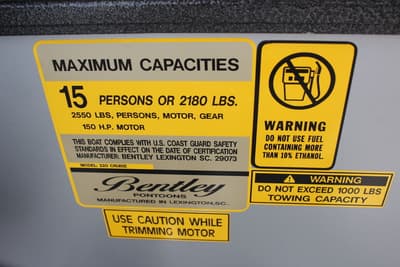 MAXIMUM CAPACITIES
15 PERSONS OR 2180 LBS.
2550 LBS, PERSONS, MOTOR, GEAR
150 H.P. MOTOR
THIS BOAT COMPLIES WITH U.S. COAST GUARD SAFETY
STANDARDS IN EFFECT ON THE DATE OF CERTIFICATION
MANUFACTURER: BENTLEY LEXINGTON SC. 29073
MODEL: 220 CRUISE
Bentley
PONTOONS
MANUFACTURED IN LEXINGTON, SC.
USE CAUTION WHILE
TRIMMING MOTOR
WARNING
DO NOT USE FUEL
CONTAINING MORE
THAN 10% ETHANOL.
WARNING
DO NOT EXCEED 1000 LBS
TOWING CAPACITY